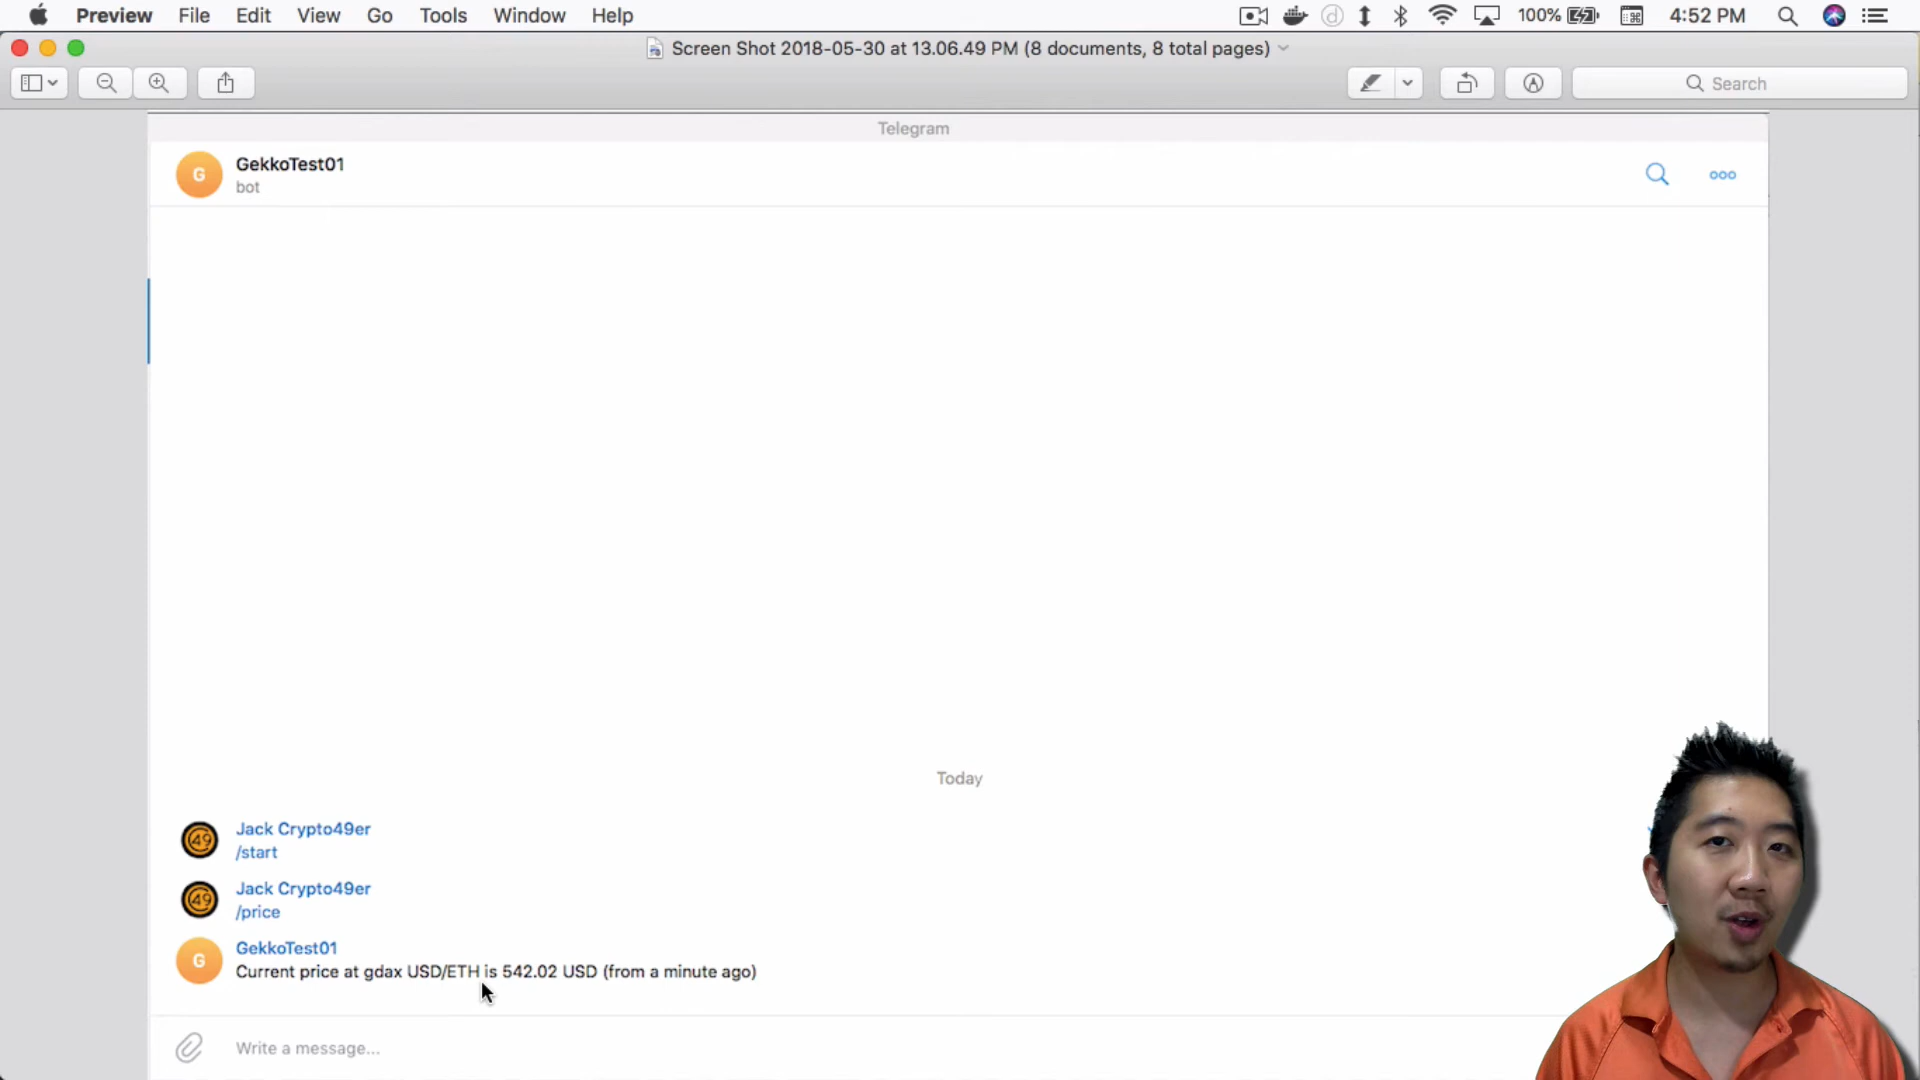 Preview File Edit View Go Tools Window Help 100% 4:52 PM
Screen Shot 2018-05-30 at 13.06.49 PM (8 documents, 8 total pages)
Search
Telegram
G GekkoTest01
bot
Today
49 Jack Crypto49er
/start
49 Jack Crypto49er
/price
G GekkoTest01
Current price at gdax USD/ETH is 542.02 USD (from a minute ago)
Write a message...